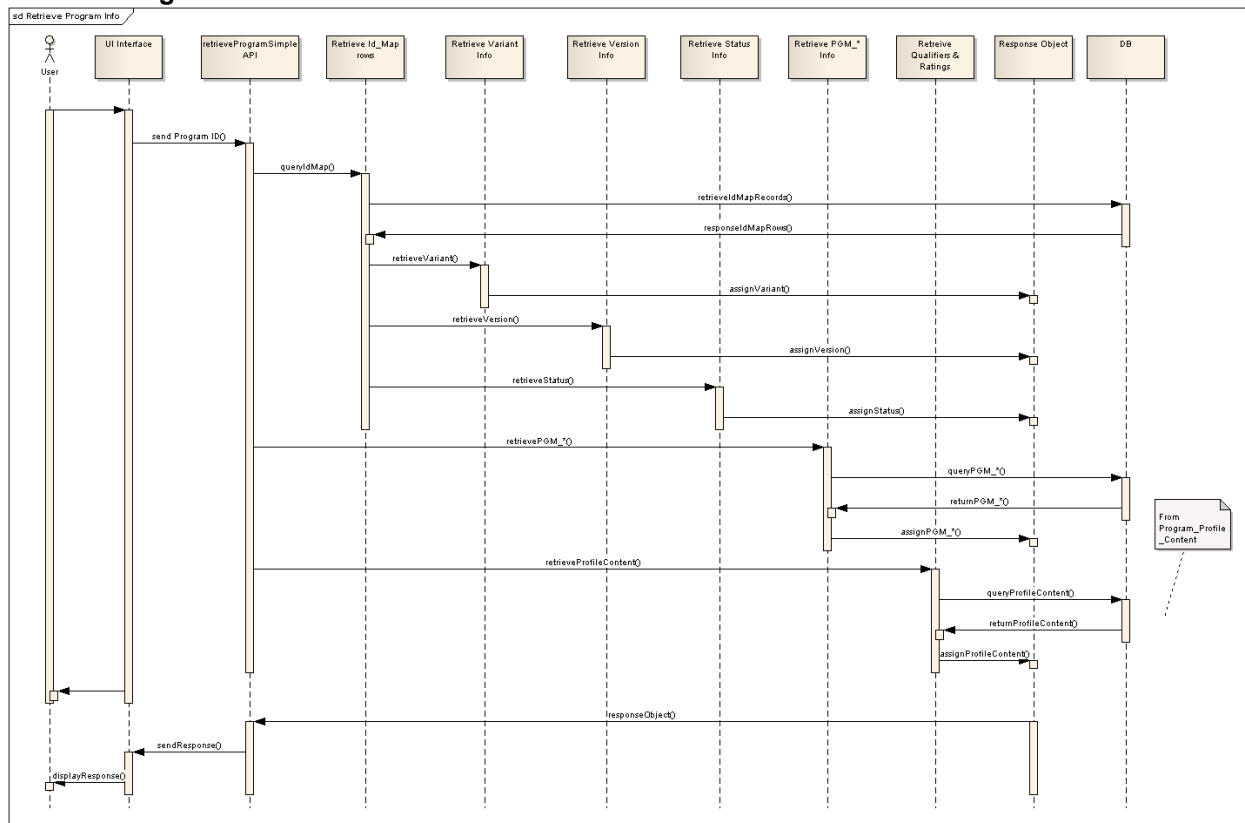 sd Retrieve Program Info
User
UI Interface
retrieveProgramSimple
API
Retrieve Id_Map
rows
Retrieve Variant
Info
Retrieve Version
Info
Retrieve Status
Info
Retrieve PGM_*
Info
Retreive
Qualifiers &
Ratings
Response Object
DB
send Program ID()
queryIdMap()
retrieveIdMapRecords()
responseIdMapRows()
retrieveVariant()
assignVariant()
retrieveVersion()
assignVersion()
retrieveStatus()
assignStatus()
retrievePGM_*()
queryPGM_*()
returnPGM_*()
From
Program_Profile
_Content
assignPGM_*()
retrieveProfileContent()
queryProfileContent()
returnProfileContent()
assignProfileContent()
responseObject()
sendResponse()
displayResponse()